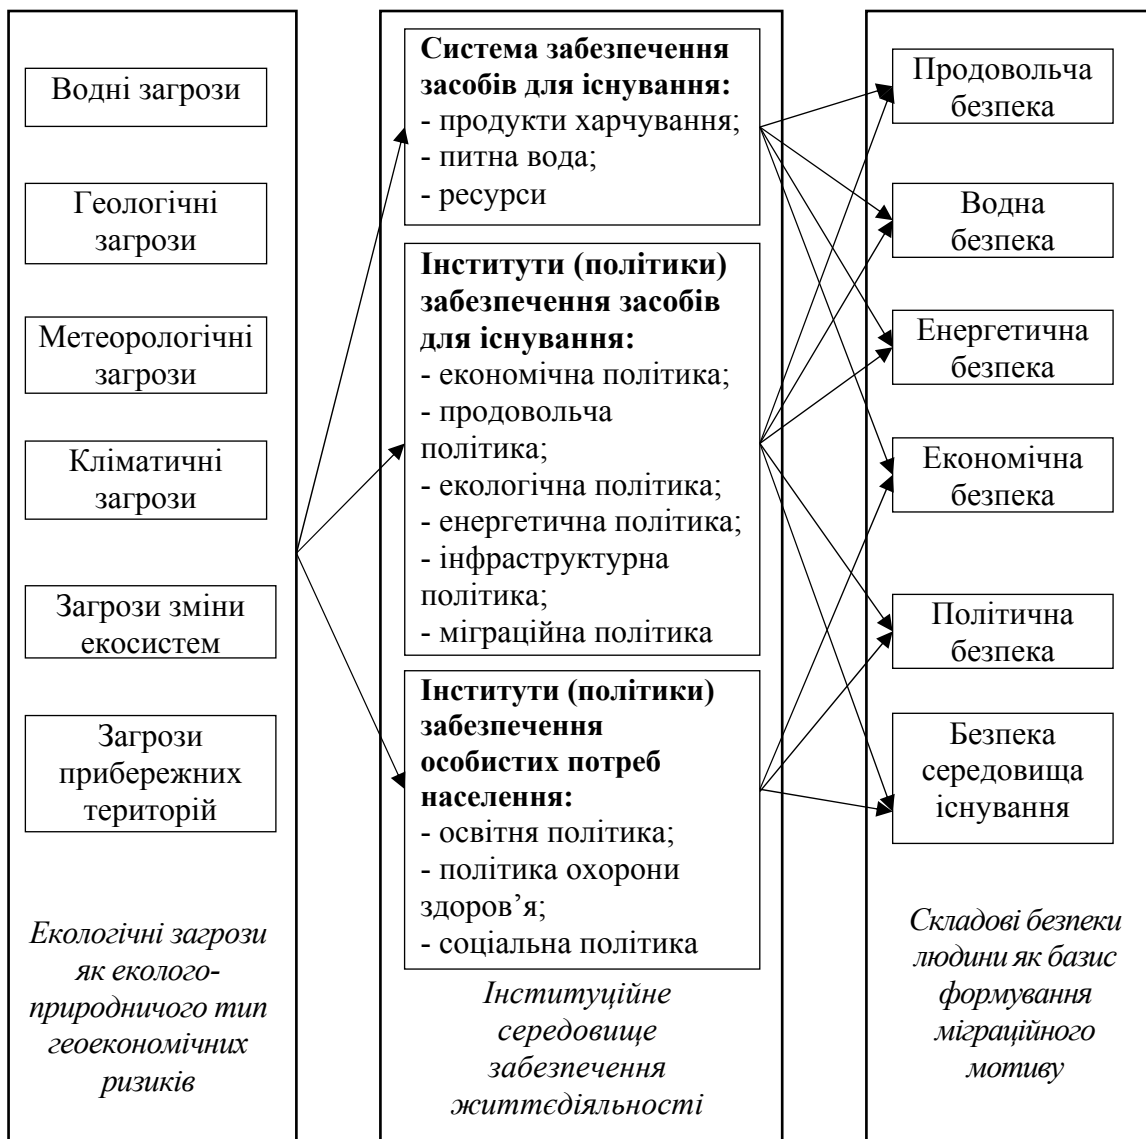 Водні загрози
Геологічні
загрози
Метеорологічні
загрози
Кліматичні
загрози
Загрози зміни
екосистем
Загрози
прибережних
територій
Екологічні загрози
як еколого-
природничого тип
геоекономічних
ризиків
Система забезпечення
засобів для існування:
- продукти харчування;
- питна вода;
- ресурси
Інститути (політики)
забезпечення засобів
для існування:
- економічна політика;
- продовольча
політика;
- екологічна політика;
- енергетична політика;
- інфраструктурна
політика;
- міграційна політика
Інститути (політики)
забезпечення
особистих потреб
населення:
- освітня політика;
- політика охорони
здоров’я;
- соціальна політика
Інституційне
середовище
забезпечення
життєдіяльності
Продовольча
безпека
Водна
безпека
Енергетична
безпека
Економічна
безпека
Політична
безпека
Безпека
середовища
існування
Складові безпеки
людини як базис
формування
міграційного
мотиву